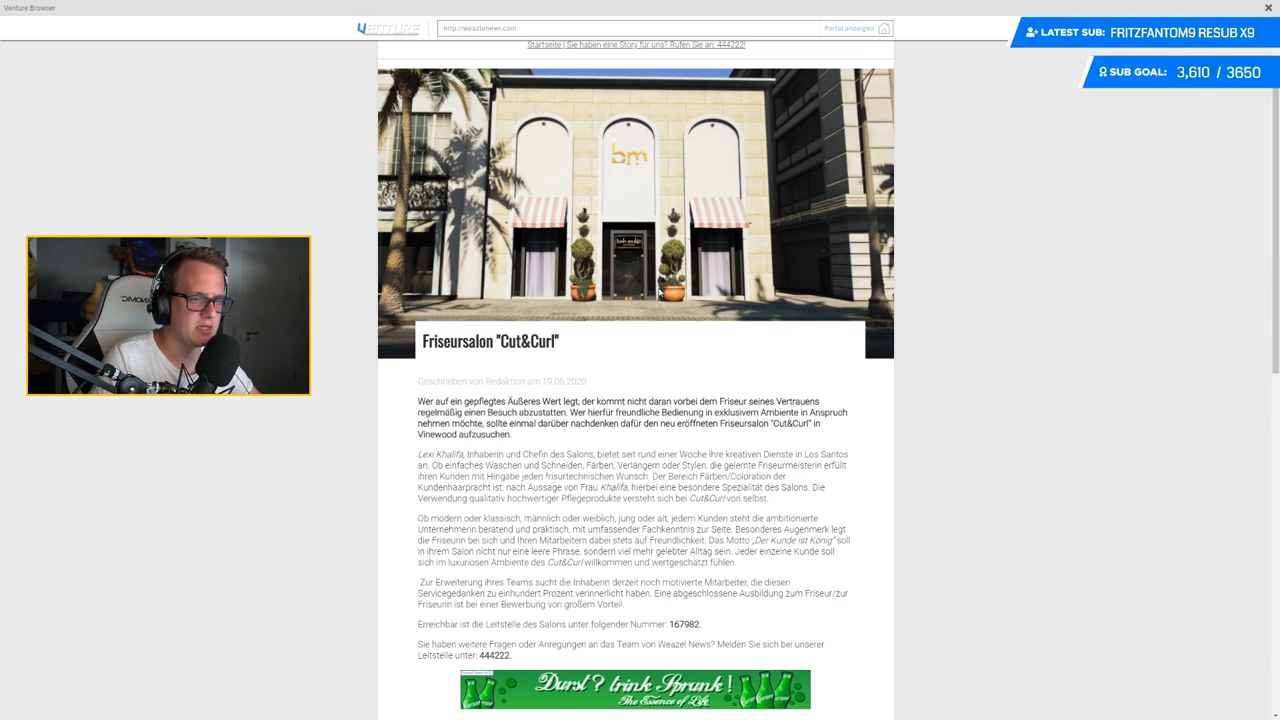 Venture Browser
VENTURE
http://weazlenews.com
Portal anzeigen
LATEST SUB: FRITZFANTOM9 RESUB X9
SUB GOAL: 3,610 / 3650
Startseite | Sie haben eine Story für uns? Rufen Sie an: 444222!
bm
Friseursalon "Cut&Curl"
Geschrieben von Redaktion am 19.06.2020
Wer auf ein gepflegtes Äußeres Wert legt, der kommt nicht daran vorbei dem Friseur seines Vertrauens
regelmäßig einen Besuch abzustatten. Wer hierfür freundliche Bedienung in exklusivem Ambiente in Anspruch
nehmen möchte, sollte einmal darüber nachdenken dafür den neu eröffneten Friseursalon "Cut&Curl" in
Vinewood aufzusuchen.
Lexi Khalifa, Inhaberin und Chefin des Salons, bietet seit rund einer Woche ihre kreativen Dienste in Los Santos
an. Ob einfaches Waschen und Schneiden, Färben, Verlängern oder Stylen, die gelernte Friseurmeisterin erfüllt
ihren Kunden mit Hingabe jeden frisurtechnischen Wunsch. Der Bereich Färben/Coloration der
Kundenhaarpracht ist, nach Aussage von Frau Khalifa, hierbei eine besondere Spezialität des Salons. Die
Verwendung qualitativ hochwertiger Pflegeprodukte versteht sich bei Cut&Curl von selbst.
Ob modern oder klassisch, männlich oder weiblich, jung oder alt, jedem Kunden steht die ambitionierte
Unternehmerin beratend und praktisch, mit umfassender Fachkenntnis zur Seite. Besonderes Augenmerk legt
die Friseurin bei sich und Ihren Mitarbeitern dabei stets auf Freundlichkeit. Das Motto „Der Kunde ist König" soll
in ihrem Salon nicht nur eine leere Phrase, sondern viel mehr gelebter Alltag sein. Jeder einzelne Kunde soll
sich im luxuriösen Ambiente des Cut&Curl willkommen und wertgeschätzt fühlen.
Zur Erweiterung ihres Teams sucht die Inhaberin derzeit noch motivierte Mitarbeiter, die diesen
Servicegedanken zu einhundert Prozent verinnerlicht haben. Eine abgeschlossene Ausbildung zum Friseur/zur
Friseurin ist bei einer Bewerbung von großem Vorteil.
Erreichbar ist die Leitstelle des Salons unter folgender Nummer: 167982.
Sie haben weitere Fragen oder Anregungen an das Team von Weazel News? Melden Sie sich bei unserer
Leitstelle unter: 444222.
Durst? trink Sprunk!
The Essence of Life